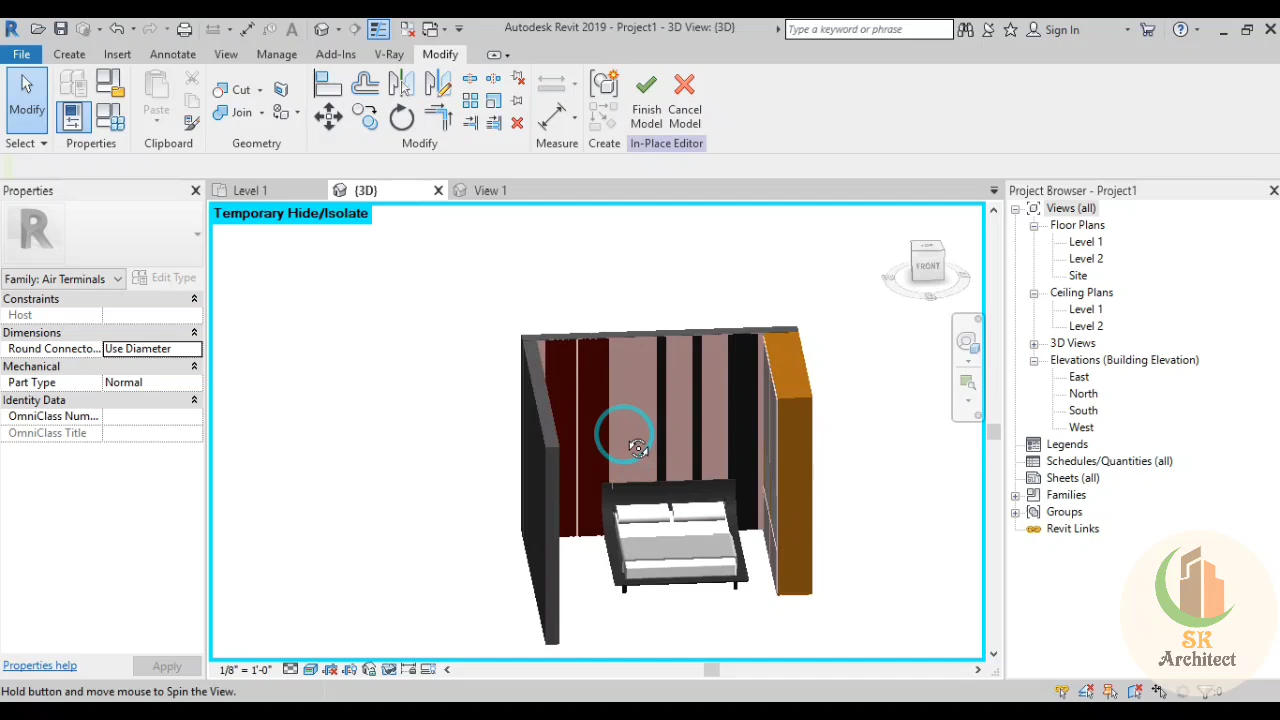 Autodesk Revit 2019 - Project1 - 3D View: {3D}
Type a keyword or phrase
Sign In
File Create Insert Annotate View Manage Add-Ins V-Ray Modify
Modify
Paste
Cut
Join
Finish Model
Cancel Model
Select Properties Clipboard Geometry Modify Measure Create In-Place Editor
Properties
Level 1
{3D}
View 1
Project Browser - Project1
Temporary Hide/Isolate
TOP
FRONT
Family: Air Terminals
Edit Type
Constraints
Host
Dimensions
Round Connecto... Use Diameter
Mechanical
Part Type Normal
Identity Data
OmniClass Num...
OmniClass Title
Views (all)
Floor Plans
Level 1
Level 2
Site
Ceiling Plans
Level 1
Level 2
3D Views
Elevations (Building Elevation)
East
North
South
West
Legends
Schedules/Quantities (all)
Sheets (all)
Families
Groups
Revit Links
SK
Architect
Properties help
Apply
1/8" = 1'-0"
Hold button and move mouse to Spin the View.
:0